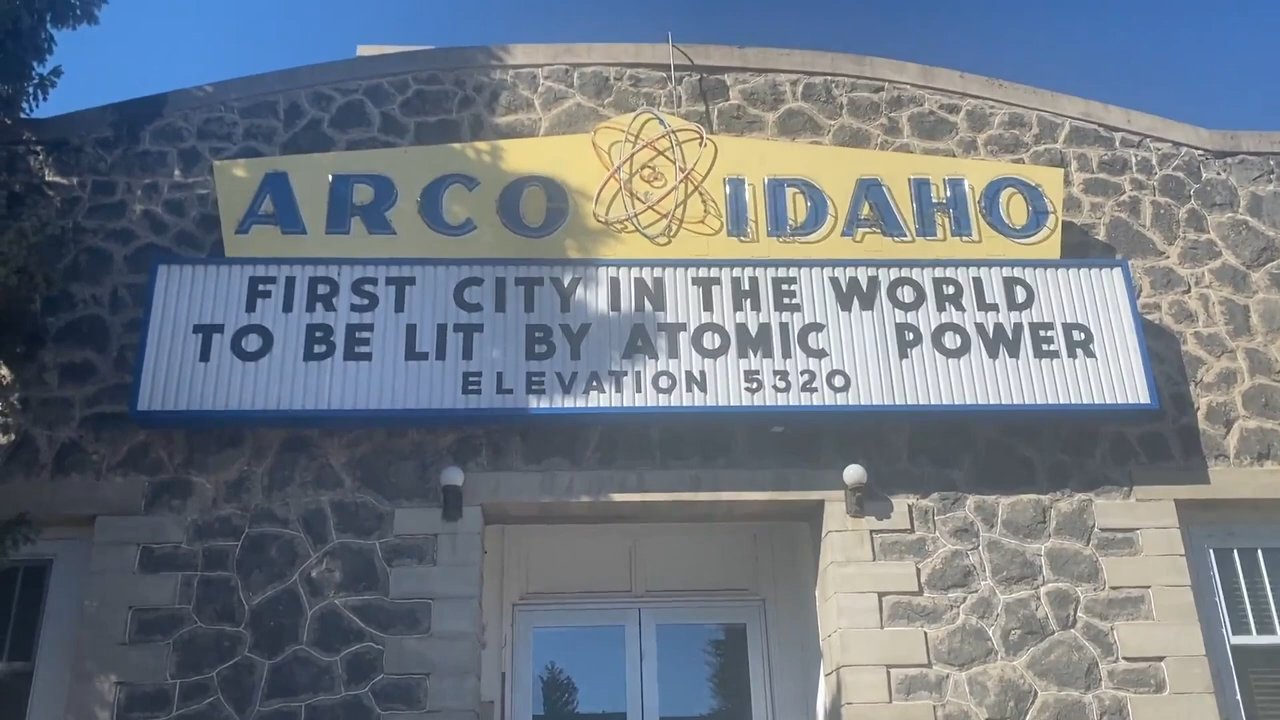 ARCO IDAHO
FIRST CITY IN THE WORLD
TO BE LIT BY ATOMIC POWER
ELEVATION 5320